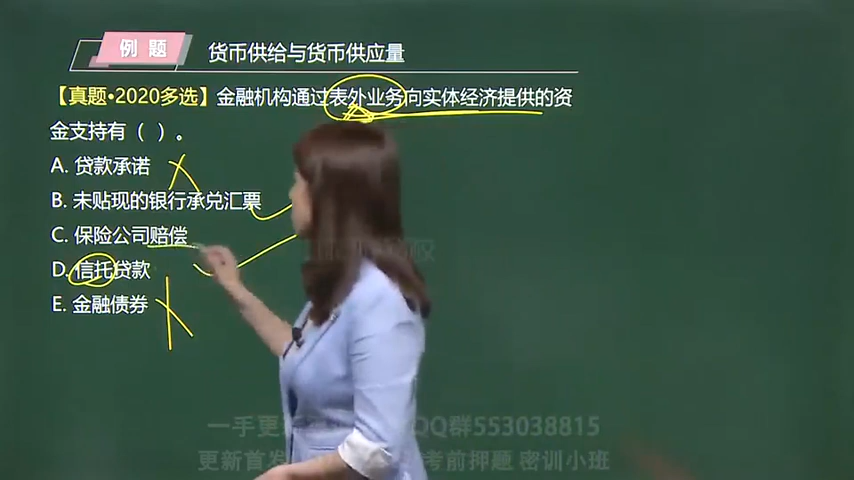 例 题
货币供给与货币供应量
【真题•2020多选】金融机构通过表外业务向实体经济提供的资
金支持有（ ）。
A. 贷款承诺
B. 未贴现的银行承兑汇票
C. 保险公司赔偿
D. 信托贷款
E. 金融债券
一手更 QQ群553038815
更新首发 考前押题 密训小班